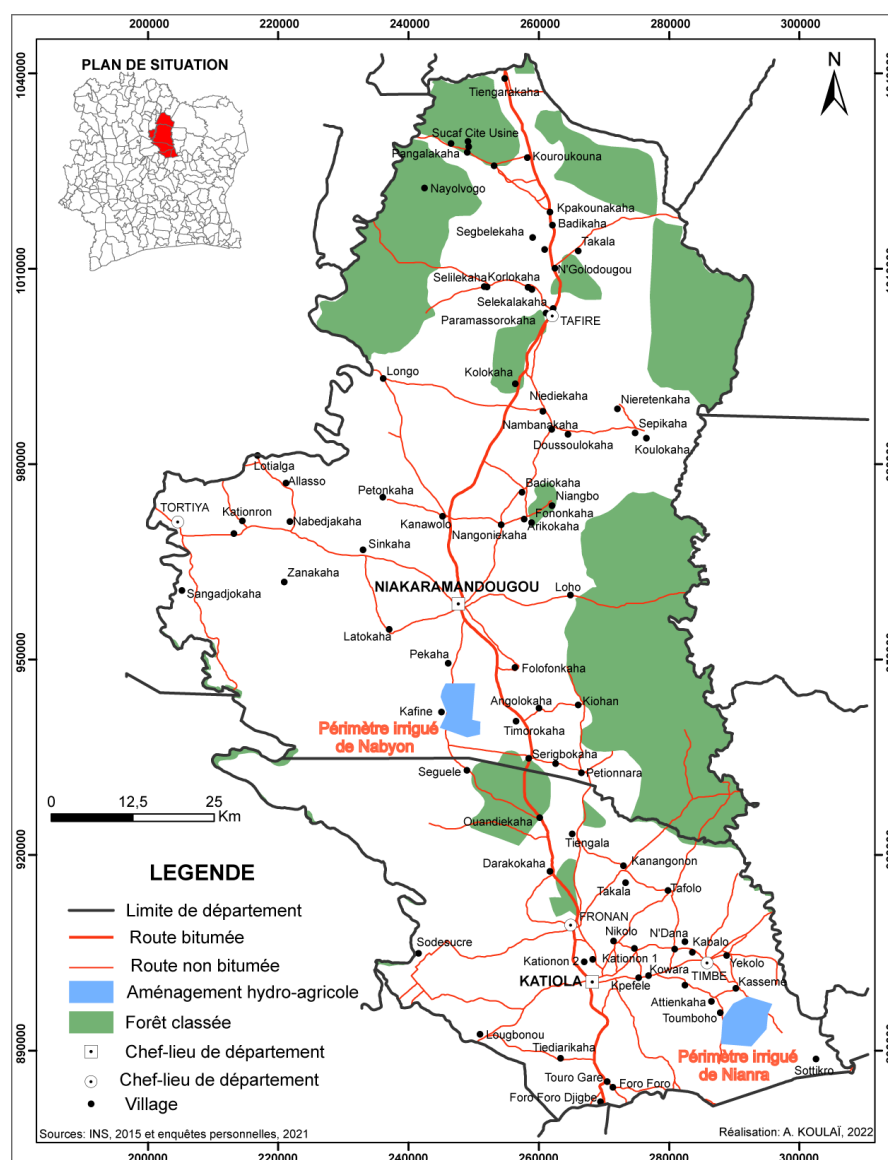 200000 220000 240000 260000 280000 300000
PLAN DE SITUATION
N
1040000
1010000
980000
950000
920000
890000
Tiengarakaha
Sucaf Cite Usine
Pangalakaha
Kouroukouna
Nayolvogo
Kpakounakaha
Badikaha
Segbelekaha
Takala
N'Golodougou
Selilekaha
Korlokaha
Selekalakaha
Paramassorokaha
TAFIRE
Longo
Kolokaha
Niediekaha
Nieretenkaha
Nambanakaha
Sepikaha
Doussoulokaha
Koulokaha
Lotialga
Allasso
Badiokaha
Petonkaha
Niangbo
TORTIYA
Kationron
Fononkaha
Nabedjakaha
Kanawolo
Arikokaha
Nangoniekaha
Sinkaha
Zanakaha
NIAKARAMANDOUGOU
Loho
Sangadjokaha
Latokaha
Pekaha
Folofonkaha
Angolokaha
Kiohan
Kafine
Timorokaha
Périmètre irrigué
de Nabyon
Serigbokaha
Seguele
Petionnara
0 12,5 25
Km
Ouandiekaha
Tiengala
LEGENDE
Darakokaha
Kanangonon
Takala
Tafolo
Limite de département
FRONAN
Route bitumée
Nikolo
N'Dana
Kabalo
Sodesucre
Route non bitumée
Kationon 2
Kationon 1
Yekolo
Kowara
TIMBE
KATIOLA
Kpefele
Kasseme
Aménagement hydro-agricole
Attienkaha
Toumboho
Forêt classée
Lougbonou
Tiediarikaha
Périmètre irrigué
de Nianra
Chef-lieu de département
Sottikro
Chef-lieu de département
Touro Gare
Foro Foro
Village
Foro Foro Djigbe
Sources: INS, 2015 et enquêtes personnelles, 2021
Réalisation: A. KOULAÏ, 2022
200000 220000 240000 260000 280000 300000